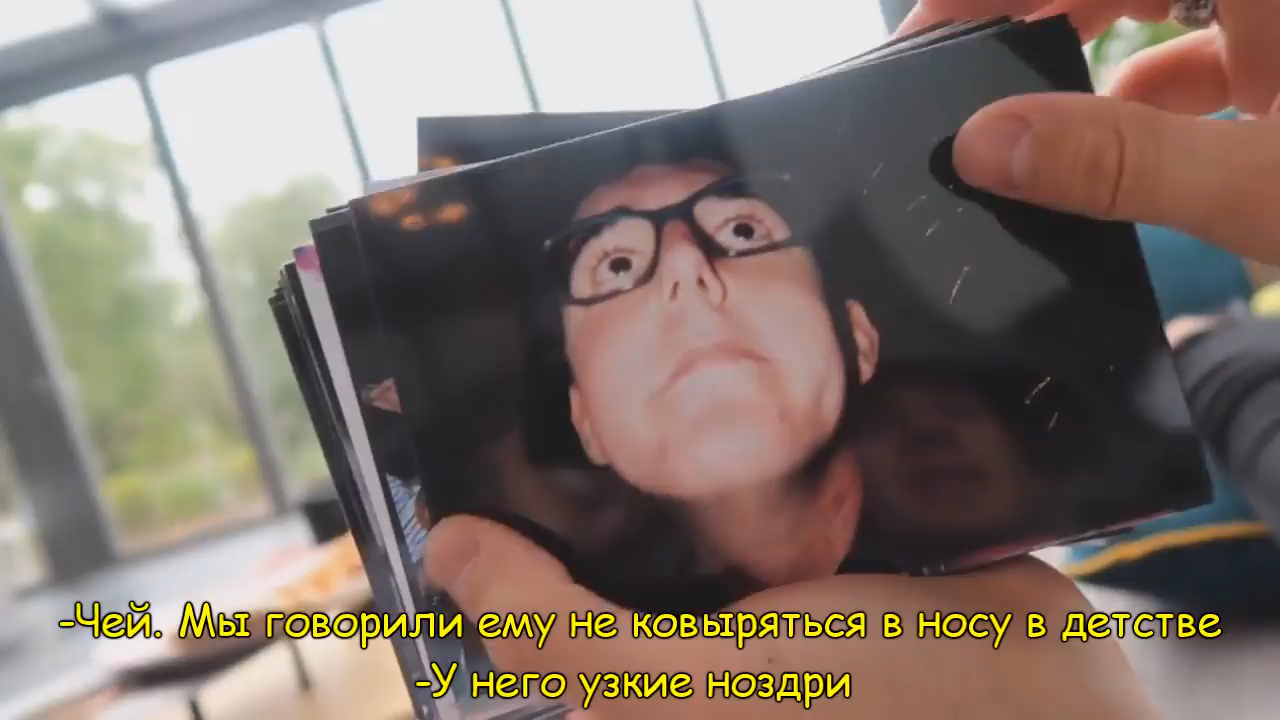 -Чей. Мы говорили ему не ковыряться в носу в детстве
-У него узкие ноздри